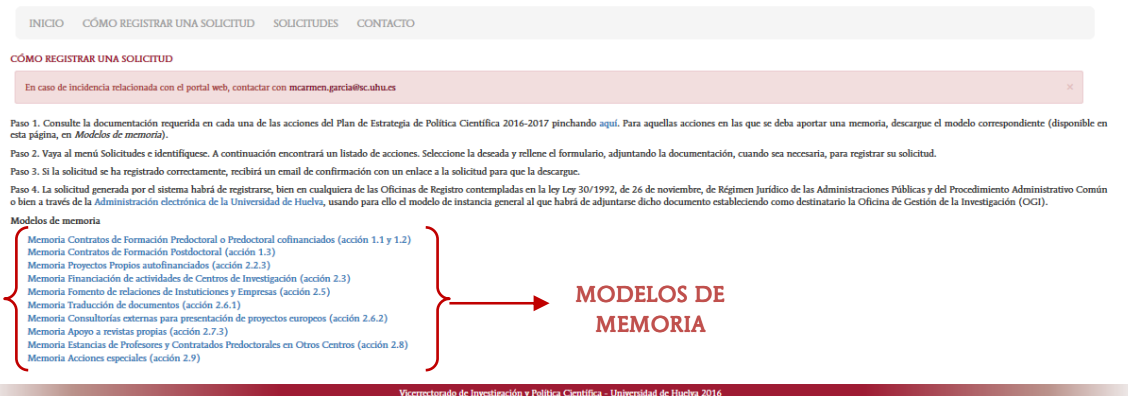 INICIO CÓMO REGISTRAR UNA SOLICITUD SOLICITUDES CONTACTO
CÓMO REGISTRAR UNA SOLICITUD
En caso de incidencia relacionada con el portal web, contactar con mcarmen.garcia@sc.uhu.es ×
Paso 1. Consulte la documentación requerida en cada una de las acciones del Plan de Estrategia de Política Científica 2016-2017 pinchando aquí. Para aquellas acciones en las que se deba aportar una memoria, descargue el modelo correspondiente (disponible en
esta página, en Modelos de memoria).
Paso 2. Vaya al menú Solicitudes e identifíquese. A continuación encontrará un listado de acciones. Seleccione la deseada y rellene el formulario, adjuntando la documentación, cuando sea necesaria, para registrar su solicitud.
Paso 3. Si la solicitud se ha registrado correctamente, recibirá un email de confirmación con un enlace a la solicitud para que la descargue.
Paso 4. La solicitud generada por el sistema habrá de registrarse, bien en cualquiera de las Oficinas de Registro contempladas en la ley Ley 30/1992, de 26 de noviembre, de Régimen Jurídico de las Administraciones Públicas y del Procedimiento Administrativo Común
o bien a través de la Administración electrónica de la Universidad de Huelva, usando para ello el modelo de instancia general al que habrá de adjuntarse dicho documento estableciendo como destinatario la Oficina de Gestión de la Investigación (OGI).
Modelos de memoria
Memoria Contratos de Formación Predoctoral o Predoctoral cofinanciados (acción 1.1 y 1.2)
Memoria Contratos de Formación Postdoctoral (acción 1.3)
Memoria Proyectos Propios autofinanciados (acción 2.2.3)
Memoria Financiación de actividades de Centros de Investigación (acción 2.3)
Memoria Fomento de relaciones de Instuticiones y Empresas (acción 2.5)
Memoria Traducción de documentos (acción 2.6.1)
Memoria Consultorías externas para presentación de proyectos europeos (acción 2.6.2)
Memoria Apoyo a revistas propias (acción 2.7.3)
Memoria Estancias de Profesores y Contratados Predoctorales en Otros Centros (acción 2.8)
Memoria Acciones especiales (acción 2.9)
MODELOS DE
MEMORIA
Vicerrectorado de Investigación y Política Científica - Universidad de Huelva 2016